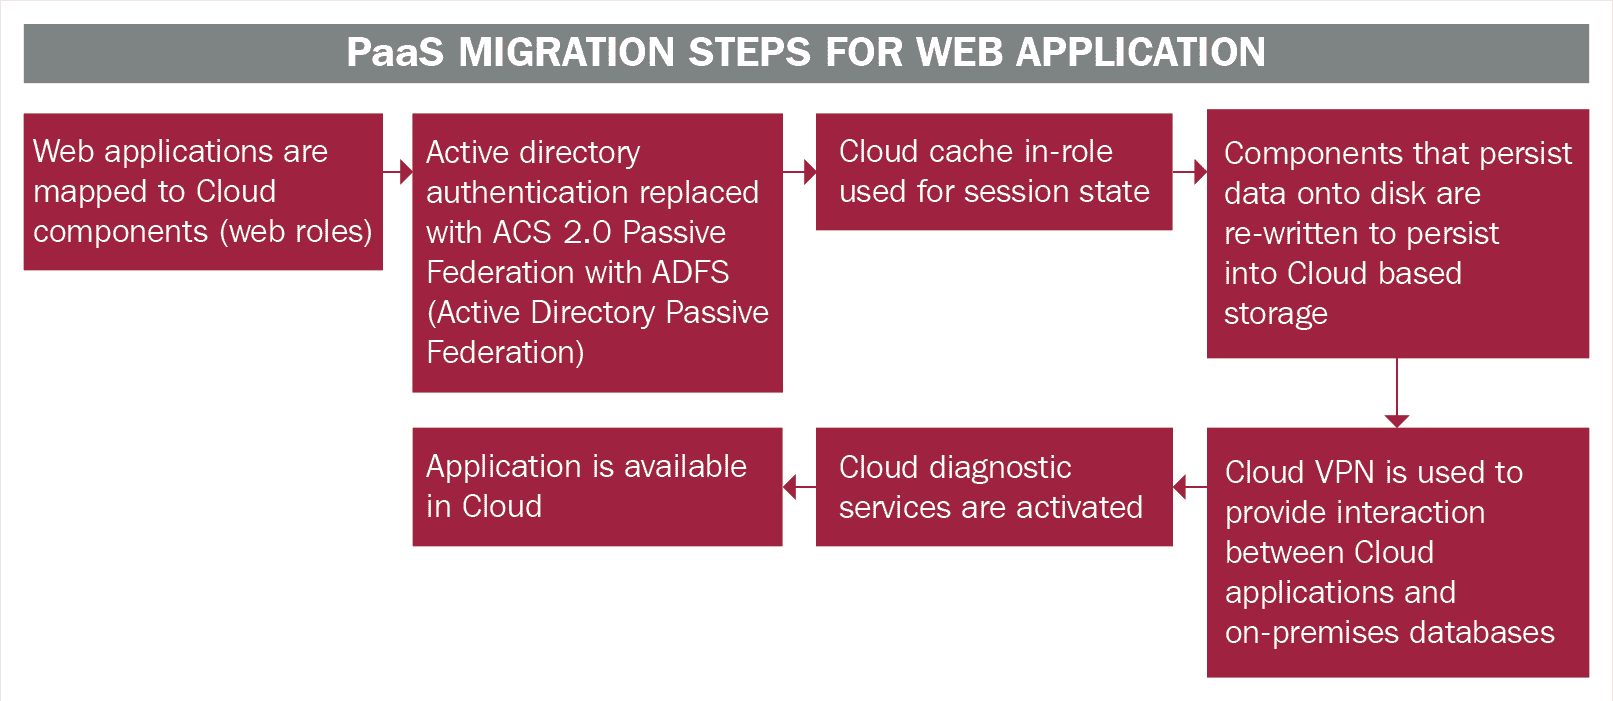 PaaS MIGRATION STEPS FOR WEB APPLICATION
Web applications are
mapped to Cloud
components (web roles)
Active directory
authentication replaced
with ACS 2.0 Passive
Federation with ADFS
(Active Directory Passive
Federation)
Cloud cache in-role
used for session state
Components that persist
data onto disk are
re-written to persist
into Cloud based
storage
Cloud VPN is used to
provide interaction
between Cloud
applications and
on-premises databases
Cloud diagnostic
services are activated
Application is available
in Cloud